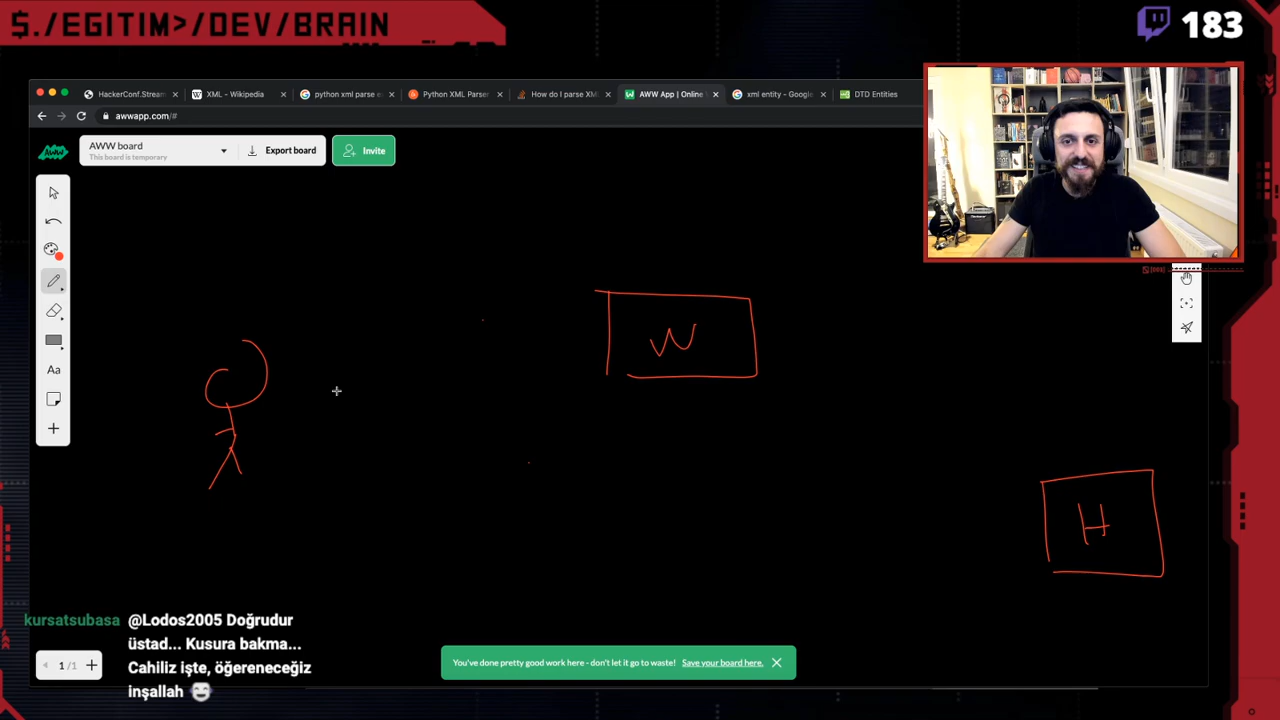 $./EGITIM>/DEV/BRAIN
183
HackerConf.Stream
XML - Wikipedia
python xml parse e
Python XML Parser
How do I parse XML
AWW App | Online
xml entity - Google
DTD Entities
awwapp.com/#
AWW board
This board is temporary
Export board
Invite
W
Aa
H
kursatsubasa @Lodos2005 Doğrudur
üstad... Kusura bakma...
Cahiliz işte, öğereneceğiz
inşallah
1/1
You've done pretty good work here - don't let it go to waste! Save your board here.